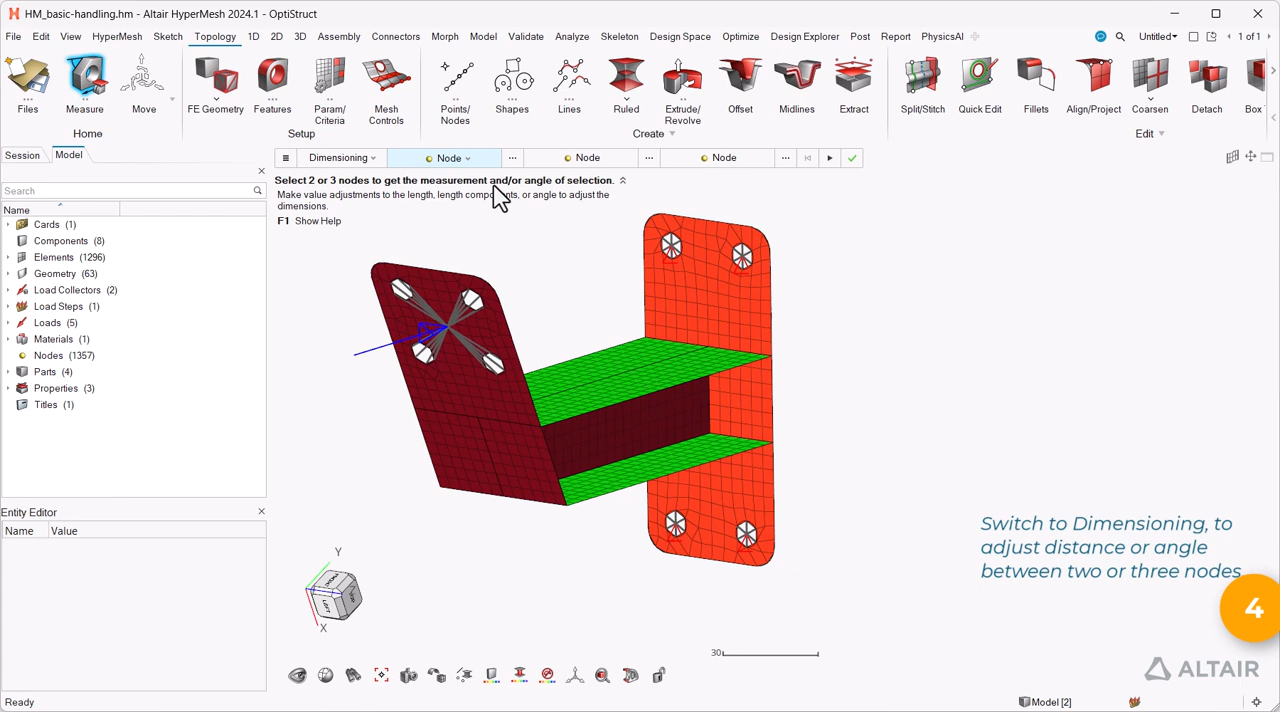 HM_basic-handling.hm - Altair HyperMesh 2024.1 - OptiStruct
File Edit View HyperMesh Sketch Topology 1D 2D 3D Assembly Connectors Morph Model Validate Analyze Skeleton Design Space Optimize Design Explorer Post Report PhysicsAI Untitled 1 of 1
Files Measure Move FE Geometry Features Param/ Criteria Mesh Controls Points/ Nodes Shapes Lines Ruled Extrude/ Revolve Offset Midlines Extract Split/Stitch Quick Edit Fillets Align/Project Coarsen Detach Box
Home Setup Create Edit
Session Model
Dimensioning Node ... Node ... Node ...
Select 2 or 3 nodes to get the measurement and/or angle of selection.
Make value adjustments to the length, length components, or angle to adjust the
dimensions.
F1 Show Help
Search
Name
Cards (1)
Components (8)
Elements (1296)
Geometry (63)
Load Collectors (2)
Load Steps (1)
Loads (5)
Materials (1)
Nodes (1357)
Parts (4)
Properties (3)
Titles (1)
Entity Editor
Name Value
Y
LEFT
X
30
Switch to Dimensioning, to
adjust distance or angle
between two or three nodes
4
ALTAIR
Ready
Model [2]